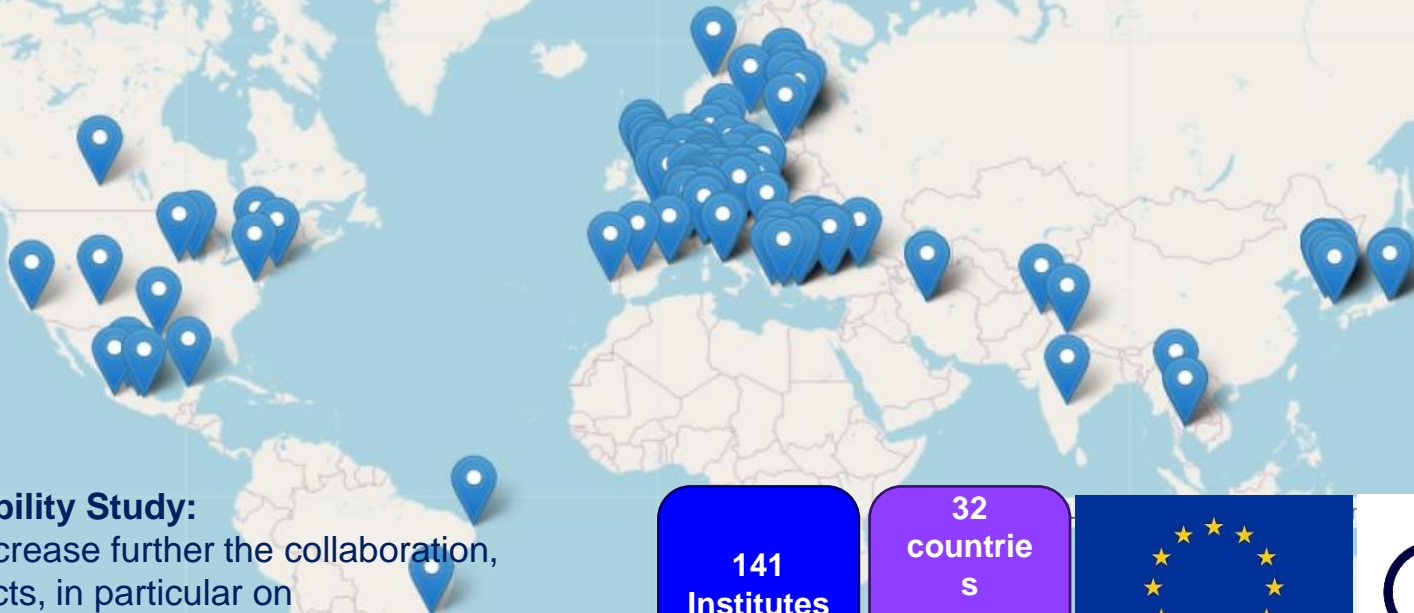 bility Study:
crease further the collaboration,
cts, in particular on
141
Institutes
32
countrie
s